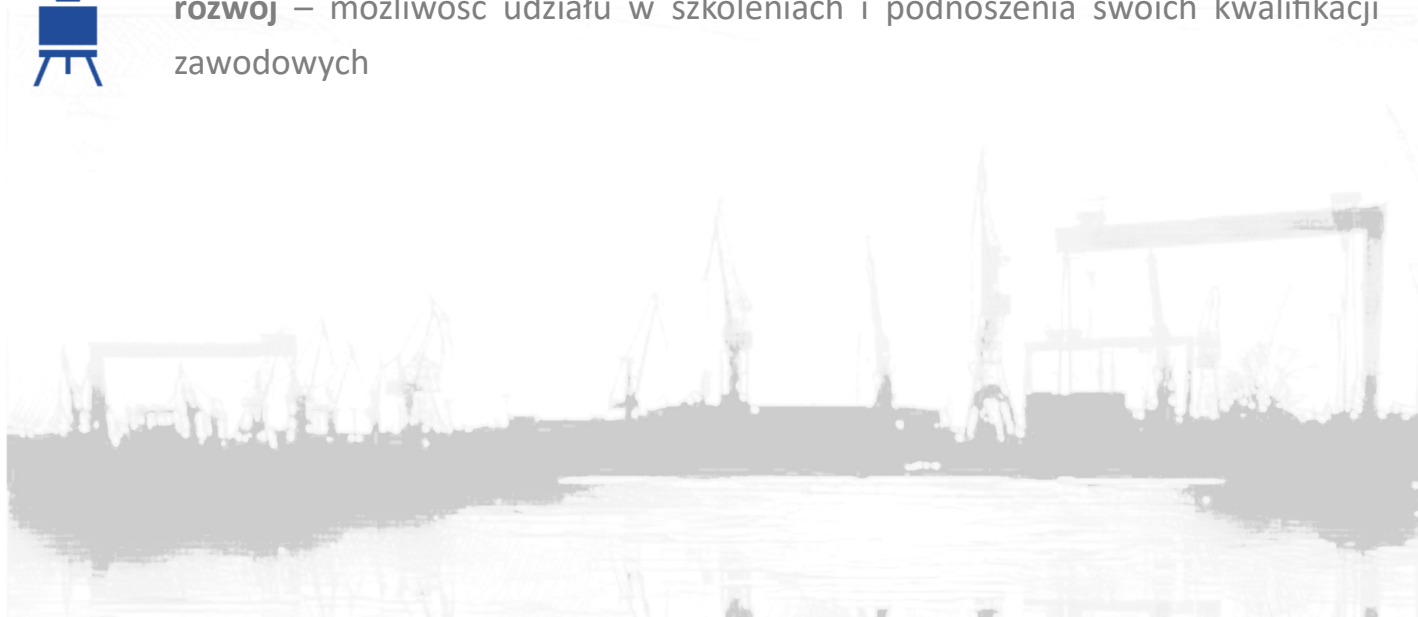 rozwój – możliwość udziału w szkoleniach i podnoszenia swoich kwalifikacji
zawodowych